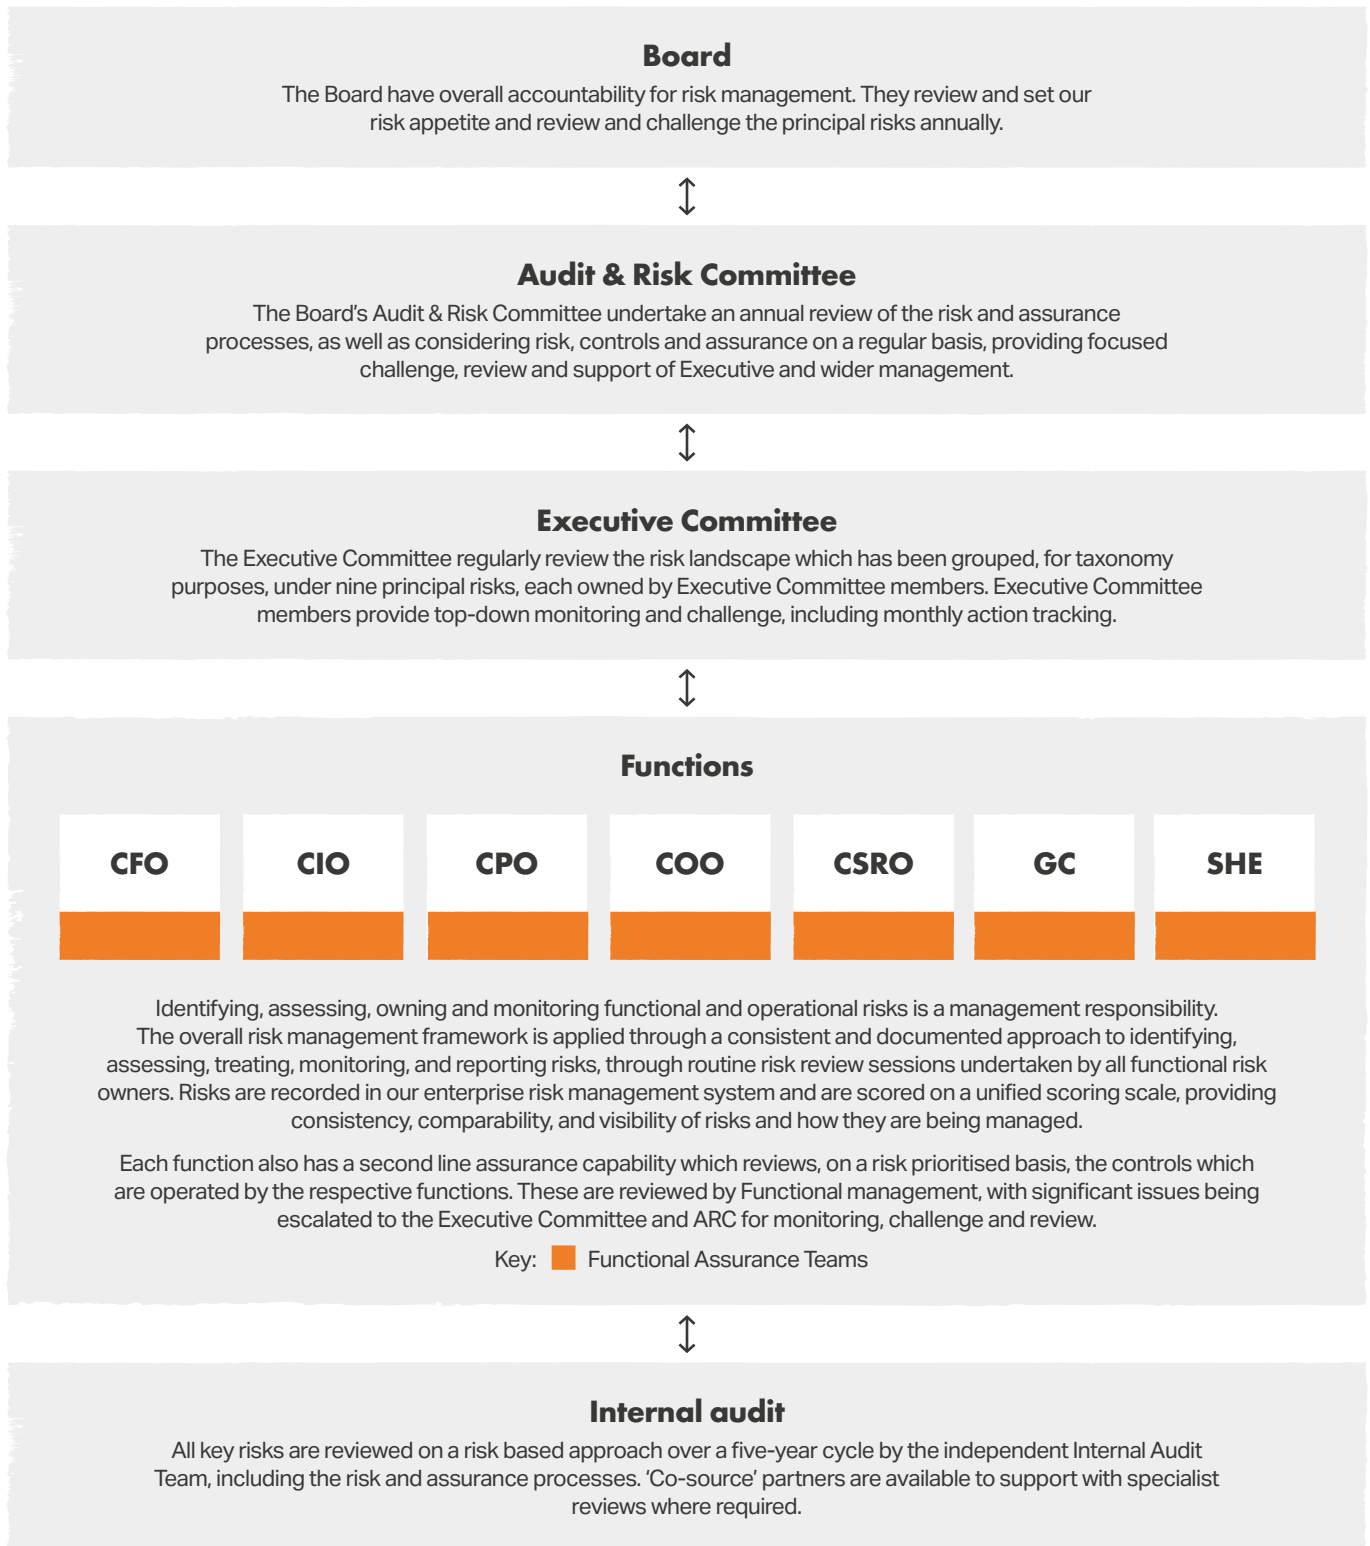 Board
The Board have overall accountability for risk management. They review and set our
risk appetite and review and challenge the principal risks annually.
Audit & Risk Committee
The Board’s Audit & Risk Committee undertake an annual review of the risk and assurance
processes, as well as considering risk, controls and assurance on a regular basis, providing focused
challenge, review and support of Executive and wider management.
Executive Committee
The Executive Committee regularly review the risk landscape which has been grouped, for taxonomy
purposes, under nine principal risks, each owned by Executive Committee members. Executive Committee
members provide top-down monitoring and challenge, including monthly action tracking.
Functions
CFO CIO CPO COO CSRO GC SHE
Identifying, assessing, owning and monitoring functional and operational risks is a management responsibility.
The overall risk management framework is applied through a consistent and documented approach to identifying,
assessing, treating, monitoring, and reporting risks, through routine risk review sessions undertaken by all functional risk
owners. Risks are recorded in our enterprise risk management system and are scored on a unified scoring scale, providing
consistency, comparability, and visibility of risks and how they are being managed.
Each function also has a second line assurance capability which reviews, on a risk prioritised basis, the controls which
are operated by the respective functions. These are reviewed by Functional management, with significant issues being
escalated to the Executive Committee and ARC for monitoring, challenge and review.
Key: Functional Assurance Teams
Internal audit
All key risks are reviewed on a risk based approach over a five-year cycle by the independent Internal Audit
Team, including the risk and assurance processes. ‘Co-source’ partners are available to support with specialist
reviews where required.